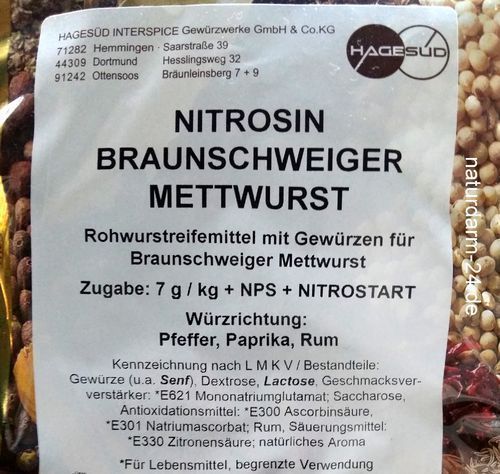 HAGESÜD INTERSPICE Gewürzwerke GmbH & Co.KG
71282 Hemmingen · Saarstraße 39
44309 Dortmund Hesslingsweg 32
91242 Ottensoos Bräunleinsberg 7 + 9
HAGESÜD
NITROSIN
BRAUNSCHWEIGER
METTWURST
Rohwurstreifemittel mit Gewürzen für
Braunschweiger Mettwurst
Zugabe: 7 g / kg + NPS + NITROSTART
Würzrichtung:
Pfeffer, Paprika, Rum
Kennzeichnung nach L M K V / Bestandteile:
Gewürze (u.a. Senf), Dextrose, Lactose, Geschmacksver-
verstärker: *E621 Mononatriumglutamat; Saccharose,
Antioxidationsmittel: *E300 Ascorbinsäure,
*E301 Natriumascorbat; Rum, Säuerungsmittel:
*E330 Zitronensäure; natürliches Aroma
*Für Lebensmittel, begrenzte Verwendung
naturdarm-24.de